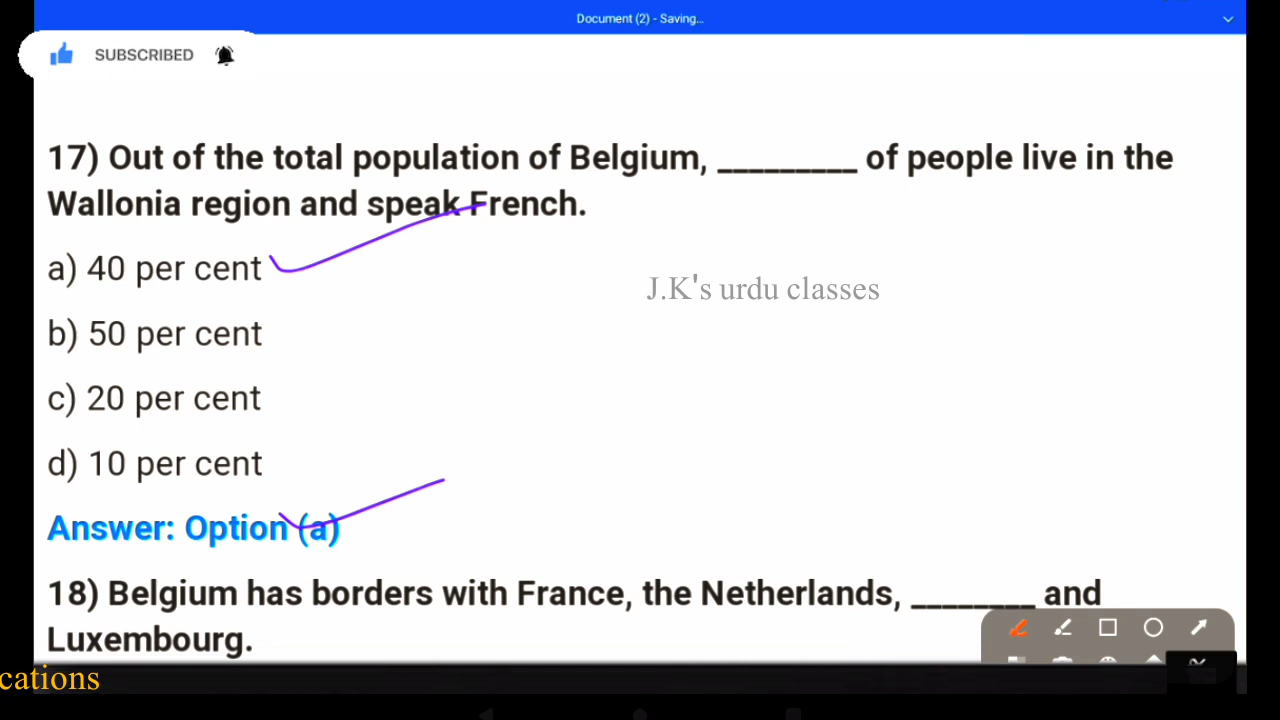 Document (2) - Saving...
SUBSCRIBED
17) Out of the total population of Belgium, _________ of people live in the
Wallonia region and speak French.
a) 40 per cent
J.K's urdu classes
b) 50 per cent
c) 20 per cent
d) 10 per cent
Answer: Option (a)
18) Belgium has borders with France, the Netherlands, ________ and
Luxembourg.
cations